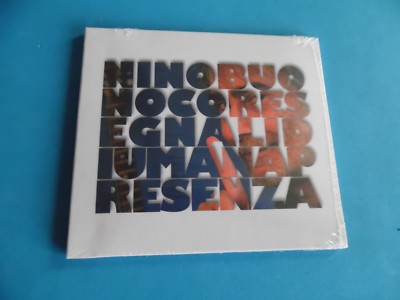 NINOBUO
NOCORES
EGNALID
IUMANAP
RESENZA